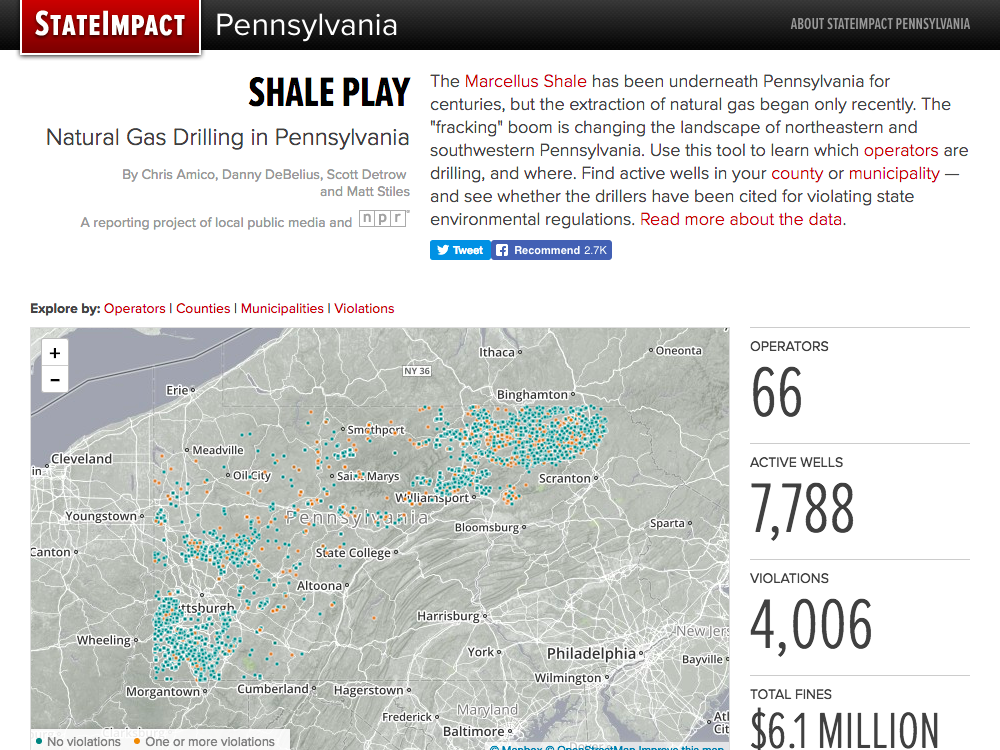 STATEIMPACT Pennsylvania
ABOUT STATEIMPACT PENNSYLVANIA
SHALE PLAY
Natural Gas Drilling in Pennsylvania
By Chris Amico, Danny DeBelius, Scott Detrow
and Matt Stiles
A reporting project of local public media and npr
The Marcellus Shale has been underneath Pennsylvania for
centuries, but the extraction of natural gas began only recently. The
"fracking" boom is changing the landscape of northeastern and
southwestern Pennsylvania. Use this tool to learn which operators are
drilling, and where. Find active wells in your county or municipality —
and see whether the drillers have been cited for violating state
environmental regulations. Read more about the data.
Tweet
Recommend 2.7K
Explore by: Operators | Counties | Municipalities | Violations
+
−
Ithaca
Oneonta
NY 36
Erie
Binghamton
Smethport
Meadville
Cleveland
Oil City
Saint Marys
Scranton
Williamsport
Youngstown
Pennsylvania
Bloomsburg
Sparta
Canton
State College
Altoona
Pittsburgh
Harrisburg
New Jers
Wheeling
York
Philadelphia
Bayville
Wilmington
Morgantown
Cumberland
Hagerstown
Frederick
Maryland
Atl
Cit
Baltimore
No violations
One or more violations
© Mapbox © OpenStreetMap Improve this map
OPERATORS
66
ACTIVE WELLS
7,788
VIOLATIONS
4,006
TOTAL FINES
$6.1 MILLION